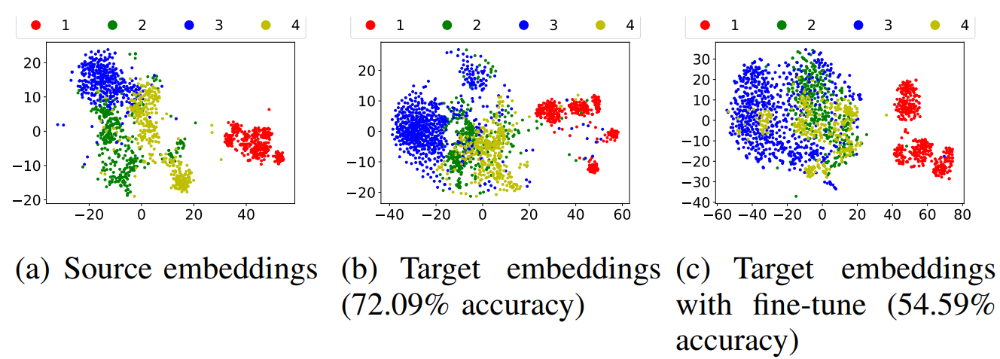 1 2 3 4
1 2 3 4
1 2 3 4
20
10
0
−10
−20
−20 0 20 40
20
10
0
−10
−20
−40 −20 0 20 40 60
30
20
10
0
−10
−20
−30
−40
−60 −40 −20 0 20 40 60 80
(a) Source embeddings
(b) Target embeddings
(72.09% accuracy)
(c) Target embeddings
with fine-tune (54.59%
accuracy)